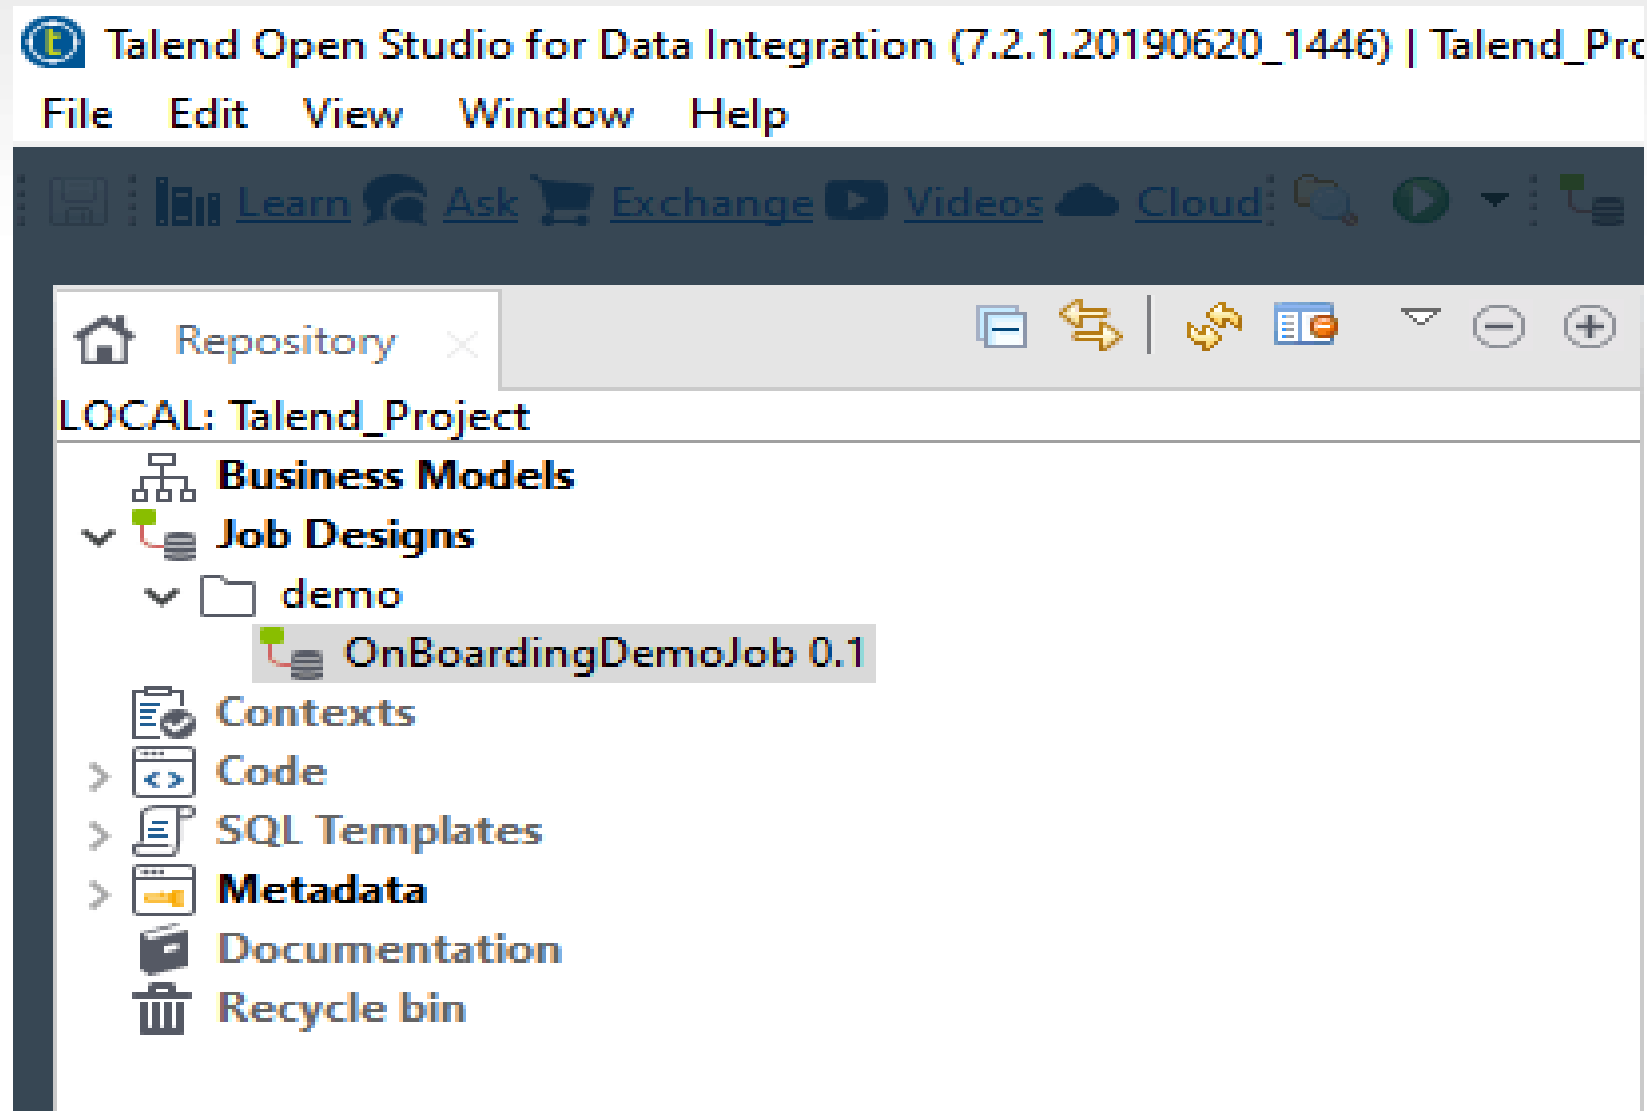 Talend Open Studio for Data Integration (7.2.1.20190620_1446) | Talend_Pro
File Edit View Window Help
Learn Ask Exchange Videos Cloud
Repository
LOCAL: Talend_Project
Business Models
Job Designs
demo
OnBoardingDemoJob 0.1
Contexts
Code
SQL Templates
Metadata
Documentation
Recycle bin